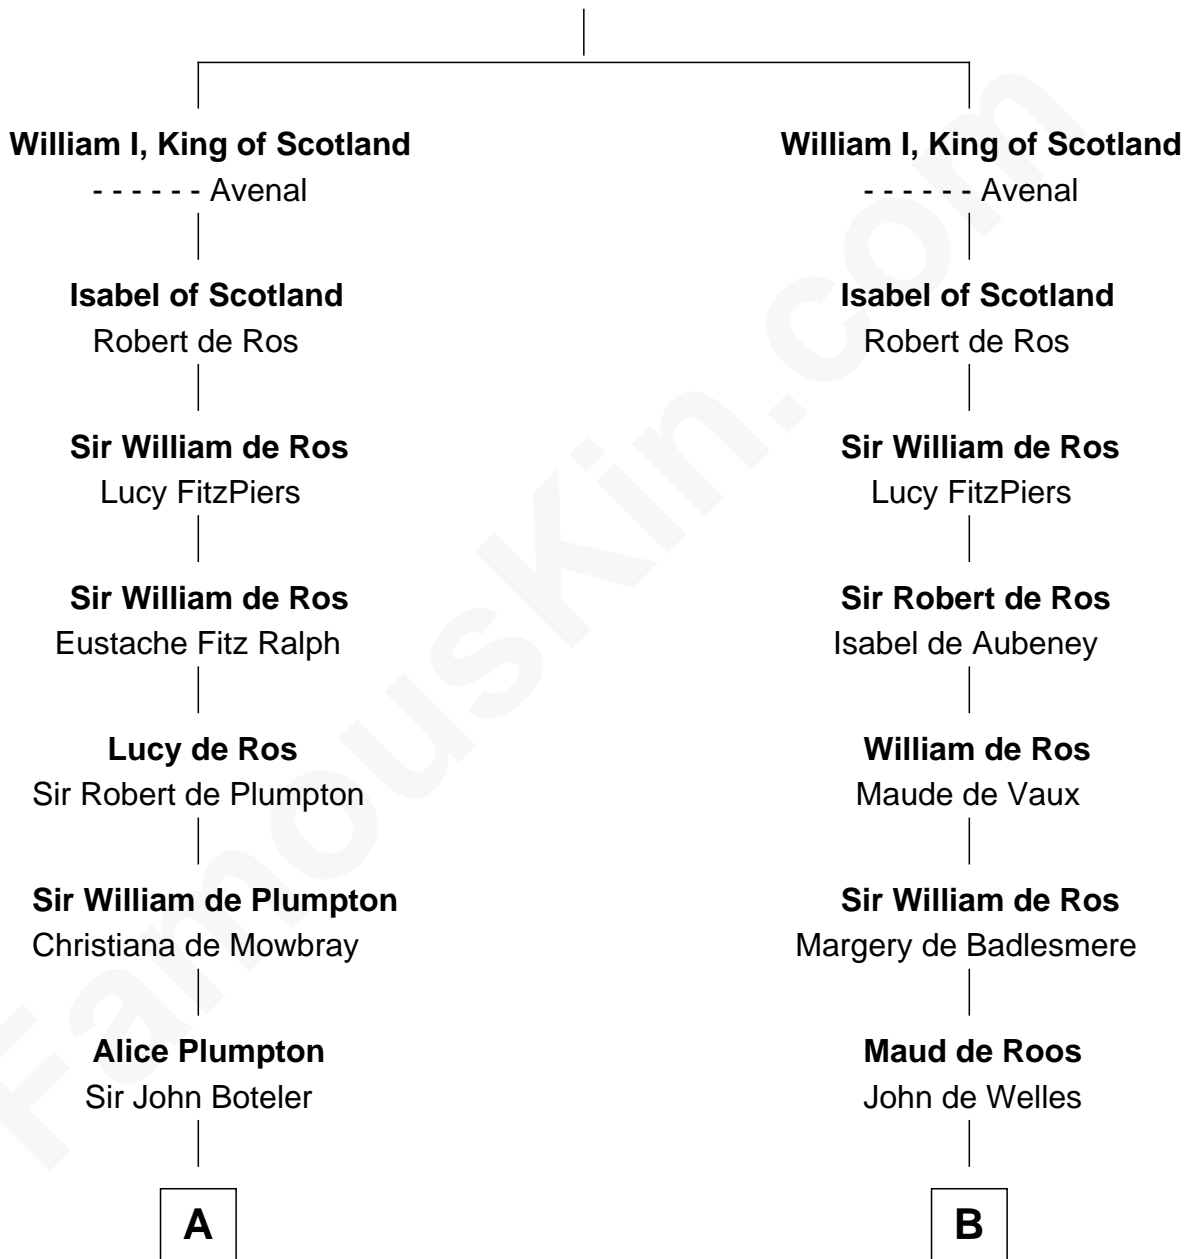 William I, King of Scotland
- - - - - - Avenal
Isabel of Scotland
Robert de Ros
Sir William de Ros
Lucy FitzPiers
Sir William de Ros
Eustache Fitz Ralph
Lucy de Ros
Sir Robert de Plumpton
Sir William de Plumpton
Christiana de Mowbray
Alice Plumpton
Sir John Boteler
A
William I, King of Scotland
- - - - - - Avenal
Isabel of Scotland
Robert de Ros
Sir William de Ros
Lucy FitzPiers
Sir Robert de Ros
Isabel de Aubeney
William de Ros
Maude de Vaux
Sir William de Ros
Margery de Badlesmere
Maud de Roos
John de Welles
B
FamousKin.com